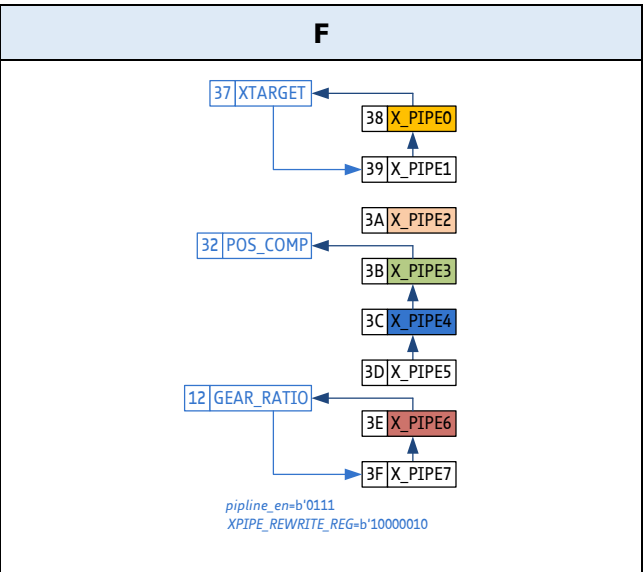 F
37 XTARGET
38 X_PIPE0
39 X_PIPE1
3A X_PIPE2
32 POS_COMP
3B X_PIPE3
3C X_PIPE4
3D X_PIPE5
12 GEAR_RATIO
3E X_PIPE6
3F X_PIPE7
pipline_en=b'0111
XPIPE_REWRITE_REG=b'10000010